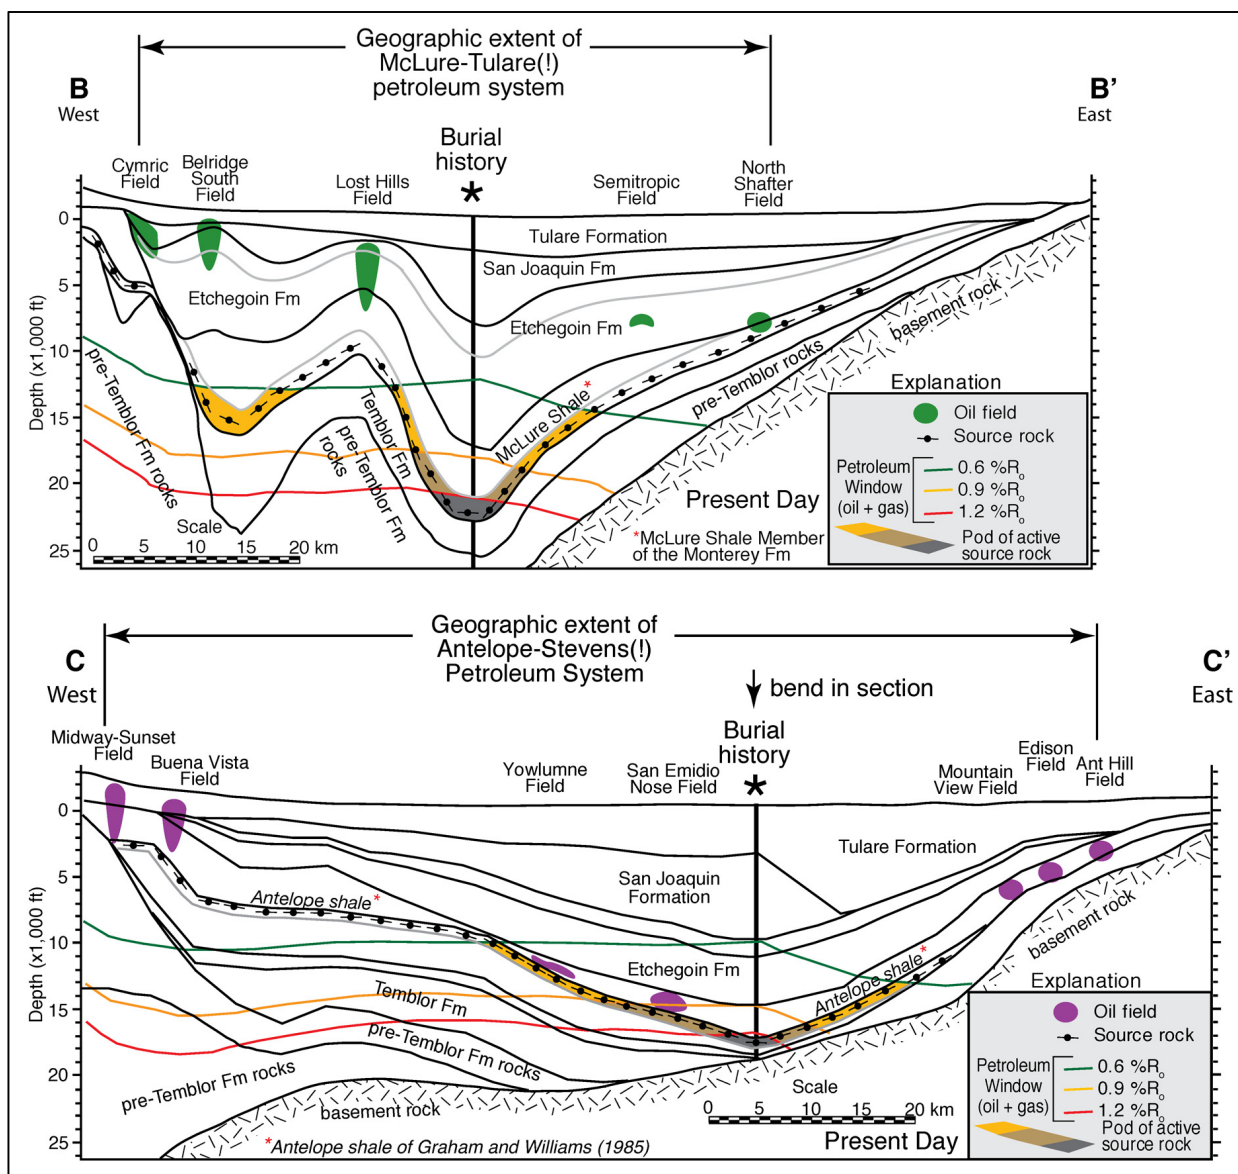 Geographic extent of
McLure-Tulare(!)
petroleum system
B
West
B’
East
Burial
history
*
Cymric
Field
Belridge
South
Field
Lost Hills
Field
Semitropic
Field
North
Shafter
Field
Tulare Formation
San Joaquin Fm
Etchegoin Fm
Etchegoin Fm
McLure Shale*
Temblor Fm
pre-Temblor Fm
rocks
pre-Temblor Fm rocks
pre-Temblor rocks
basement rock
Depth (x1,000 ft)
0
5
10
15
20
25
Scale
0 5 10 15 20 km
Present Day
*McLure Shale Member
of the Monterey Fm
Explanation
Oil field
Source rock
Petroleum
Window
(oil + gas)
0.6 %Ro
0.9 %Ro
1.2 %Ro
Pod of active
source rock
Geographic extent of
Antelope-Stevens(!)
Petroleum System
C
West
C’
East
bend in section
Burial
history
*
Midway-Sunset
Field
Buena Vista
Field
Yowlumne Field
San Emidio
Nose Field
Mountain
View Field
Edison
Field
Ant Hill
Field
Tulare Formation
San Joaquin
Formation
Antelope shale*
Etchegoin Fm
Antelope shale*
Temblor Fm
pre-Temblor Fm rocks
pre-Temblor Fm rocks
basement rock
basement rock
Depth (x1,000 ft)
0
5
10
15
20
25
Scale
0 5 10 15 20 km
Present Day
*Antelope shale of Graham and Williams (1985)
Explanation
Oil field
Source rock
Petroleum
Window
(oil + gas)
0.6 %Ro
0.9 %Ro
1.2 %Ro
Pod of active
source rock